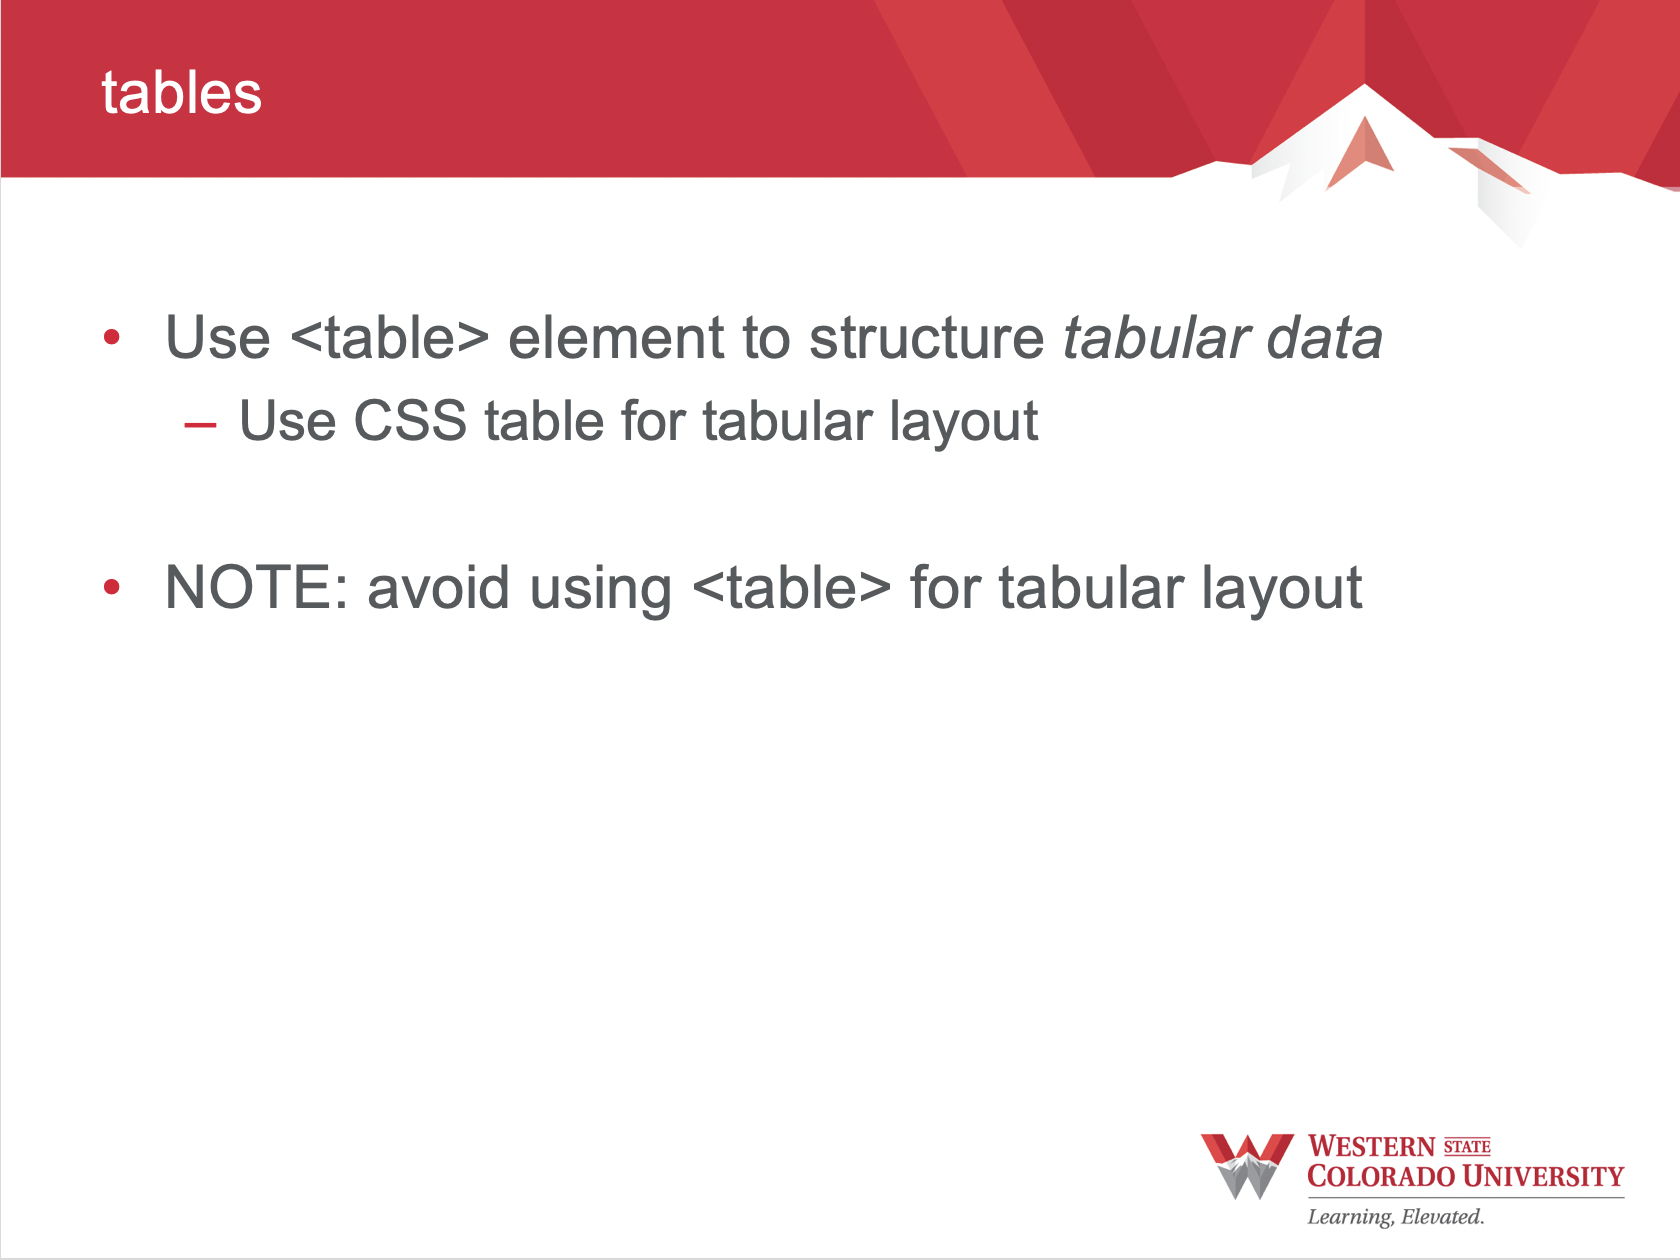 tables
• Use <table> element to structure tabular data
– Use CSS table for tabular layout
• NOTE: avoid using <table> for tabular layout
WESTERN STATE
COLORADO UNIVERSITY
Learning, Elevated.